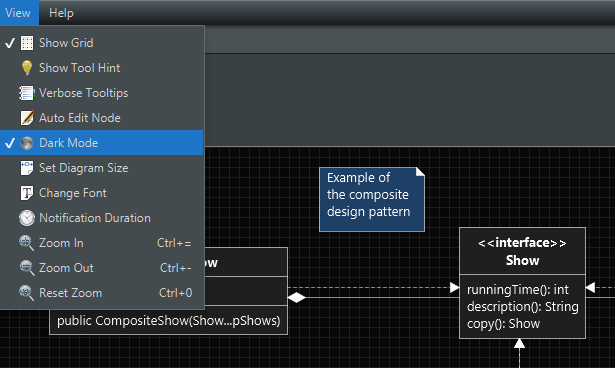 View Help
Show Grid
Show Tool Hint
Verbose Tooltips
Auto Edit Node
Dark Mode
Set Diagram Size
Change Font
Notification Duration
Zoom In Ctrl+=
Zoom Out Ctrl+-
Reset Zoom Ctrl+0
Example of
the composite
design pattern
public CompositeShow(Show...pShows)
<<interface>>
Show
runningTime(): int
description(): String
copy(): Show